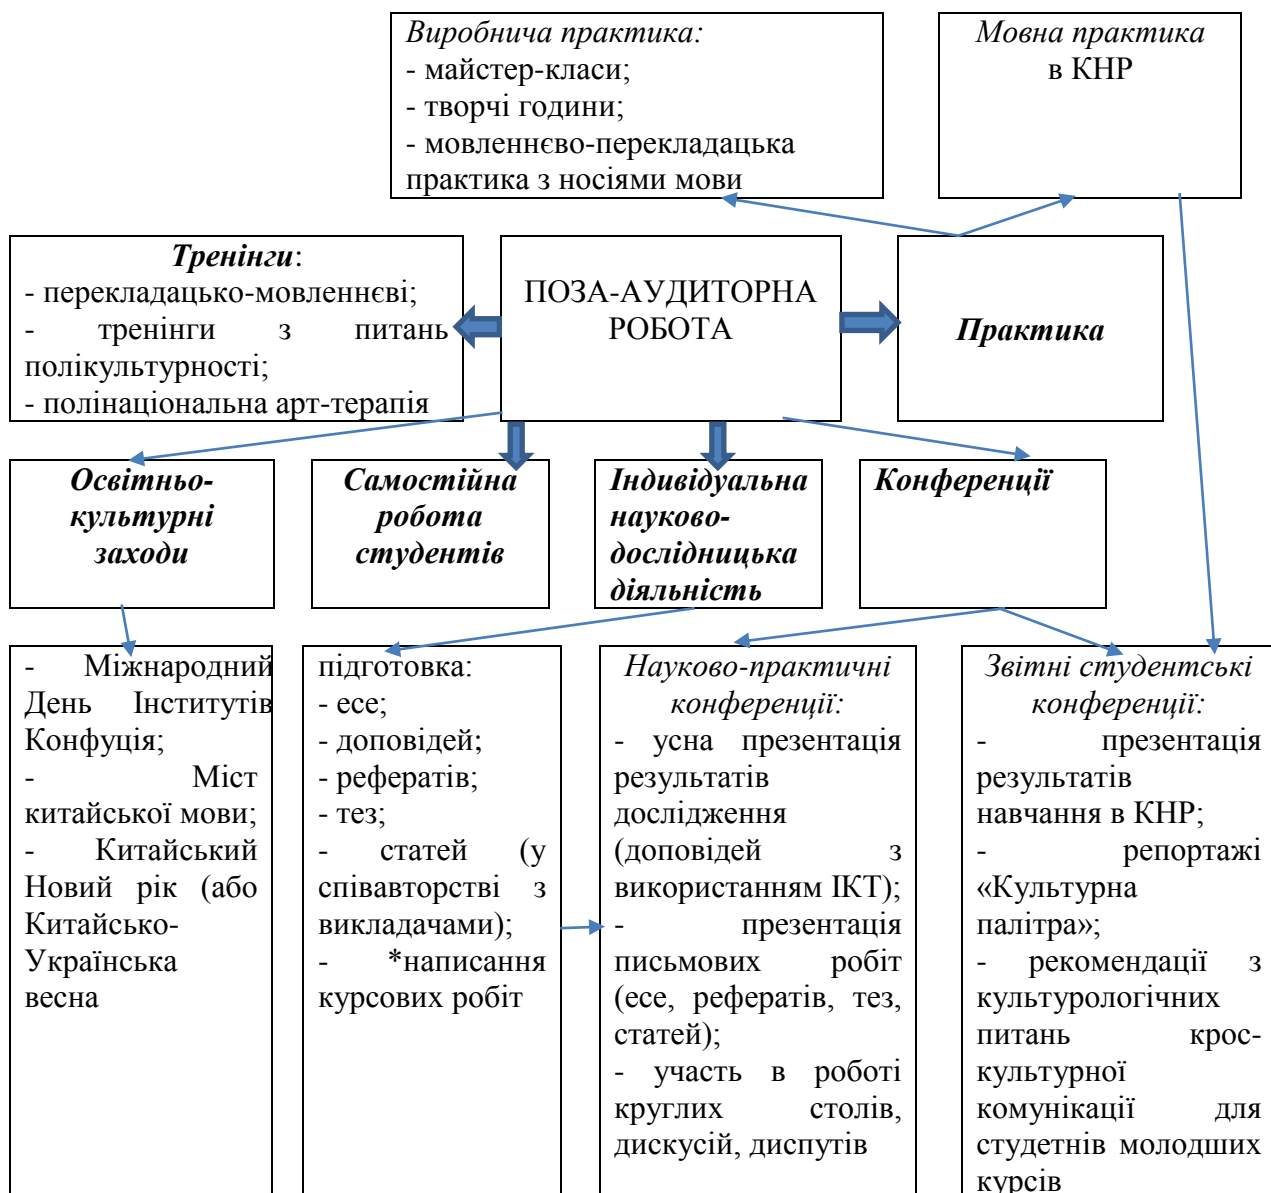 Виробнича практика:
- майстер-класи;
- творчі години;
- мовленнєво-перекладацька
практика з носіями мови
Мовна практика
в КНР
Тренінги:
- перекладацько-мовленнєві;
- тренінги з питань
полікультурності;
- полінаціональна арт-терапія
ПОЗА-АУДИТОРНА
РОБОТА
Практика
Освітньо-
культурні
заходи
Самостійна
робота
студентів
Індивідуальна
науково-
дослідницька
діяльність
Конференції
- Міжнародний
День Інститутів
Конфуція;
- Міст
китайської мови;
- Китайський
Новий рік (або
Китайсько-
Українська
весна
підготовка:
- есе;
- доповідей;
- рефератів;
- тез;
- статей (у
співавторстві з
викладачами);
- *написання
курсових робіт
Науково-практичні
конференції:
- усна презентація
результатів
дослідження
(доповідей з
використанням ІКТ);
- презентація
письмових робіт
(есе, рефератів, тез,
статей);
- участь в роботі
круглих столів,
дискусій, диспутів
Звітні студентські
конференції:
- презентація
результатів
навчання в КНР;
- репортажі
«Культурна
палітра»;
- рекомендації з
культурологічних
питань крос-
культурної
комунікації для
студетнів молодших
курсів